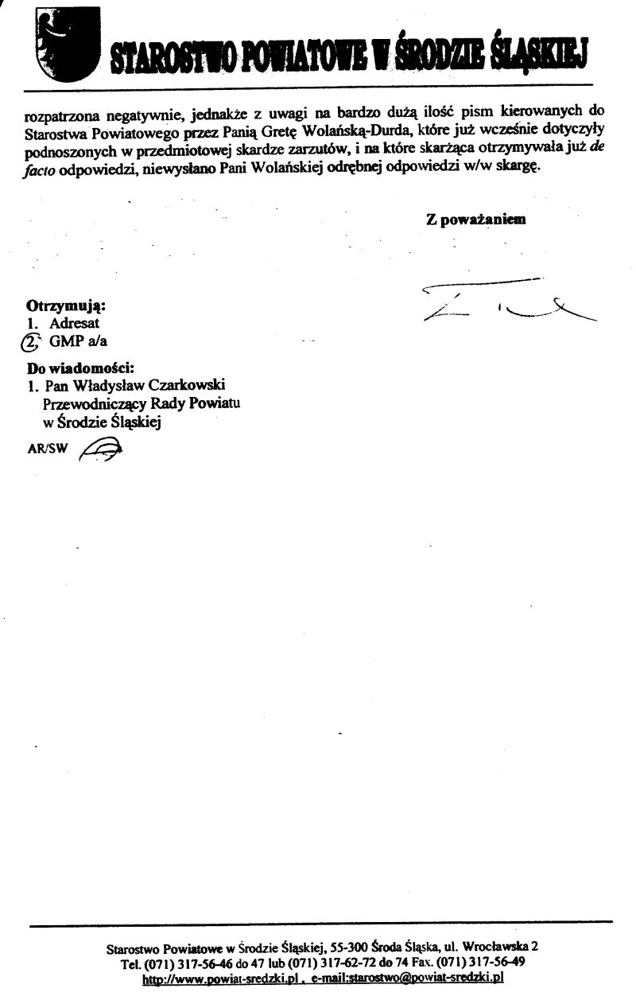 STAROSTWO POWIATOWE W ŚRODZIE ŚLĄSKIEJ
rozpatrzona negatywnie, jednakże z uwagi na bardzo dużą ilość pism kierowanych do
Starostwa Powiatowego przez Panią Gretę Wolańską-Durda, które już wcześnie dotyczyły
podnoszonych w przedmiotowej skardze zarzutów, i na które skarżąca otrzymywała już de
facto odpowiedzi, niewysłano Pani Wolańskiej odrębnej odpowiedzi w/w skargę.
Z poważaniem
Otrzymują:
1. Adresat
2. GMP a/a
Do wiadomości:
1. Pan Władysław Czarkowski
Przewodniczący Rady Powiatu
w Środzie Śląskiej
AR/SW
Starostwo Powiatowe w Środzie Śląskiej, 55-300 Środa Śląska, ul. Wrocławska 2
Tel. (071) 317-56-46 do 47 lub (071) 317-62-72 do 74 Fax. (071) 317-56-49
http://www.powiat-sredzki.pl , e-mail:starostwo@powiat-sredzki.pl